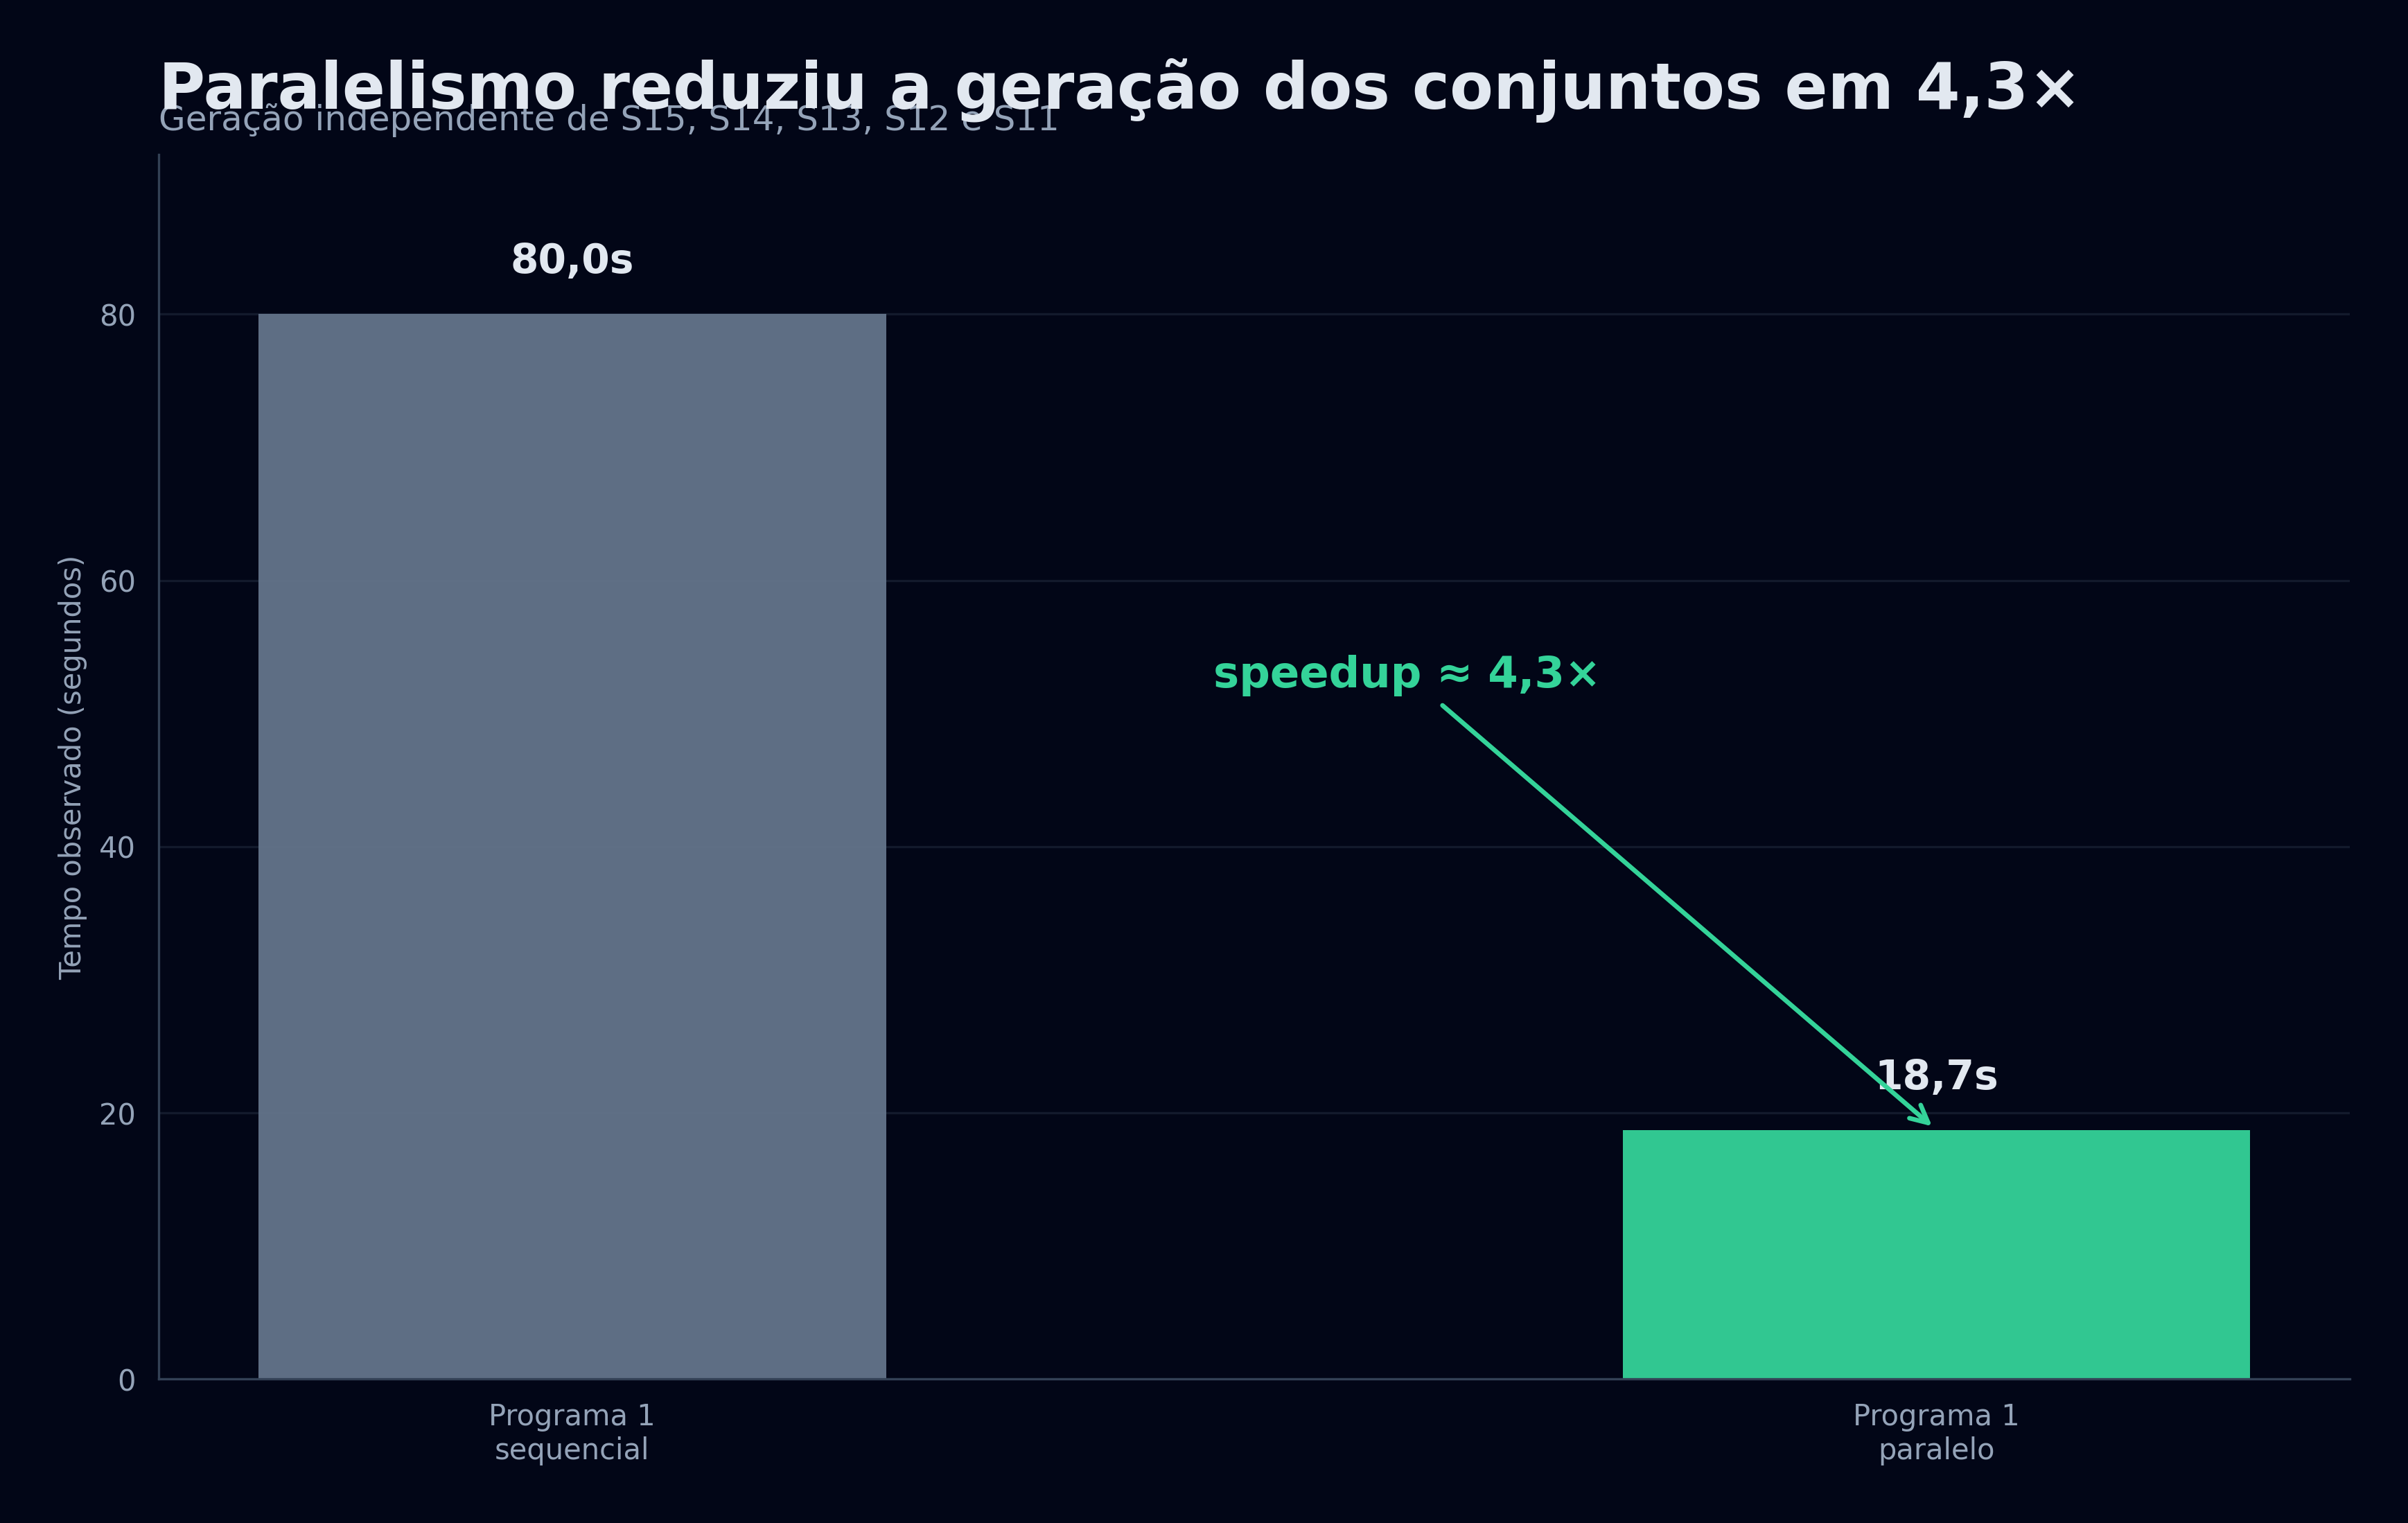 Paralelismo reduziu a geração dos conjuntos em 4,3×
Geração independente de S15, S14, S13, S12 e S11
80,0s
80
60
speedup ≈ 4,3×
Tempo observado (segundos)
40
18,7s
20
0
Programa 1
sequencial
Programa 1
paralelo